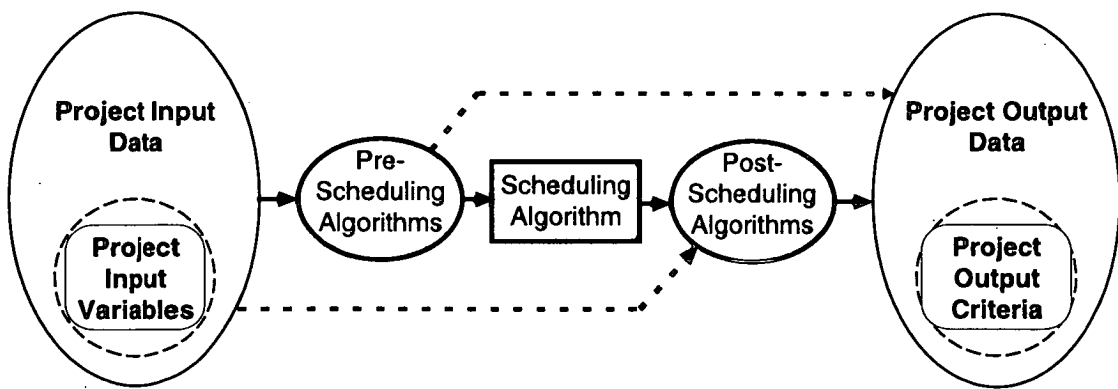 Project Input
Data
Project
Input
Variables
Pre-
Scheduling
Algorithms
Scheduling
Algorithm
Post-
Scheduling
Algorithms
Project Output
Data
Project
Output
Criteria